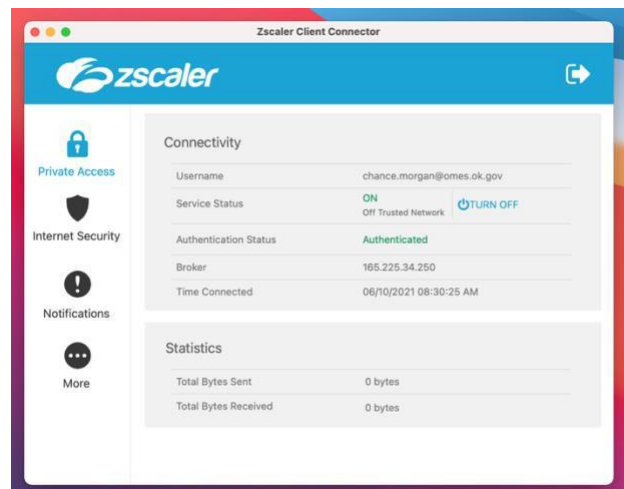 Zscaler Client Connector
zscaler
Private Access
Internet Security
Notifications
More
Connectivity
Username chance.morgan@omes.ok.gov
Service Status ON TURN OFF
Off Trusted Network
Authentication Status Authenticated
Broker 165.225.34.250
Time Connected 06/10/2021 08:30:25 AM
Statistics
Total Bytes Sent 0 bytes
Total Bytes Received 0 bytes